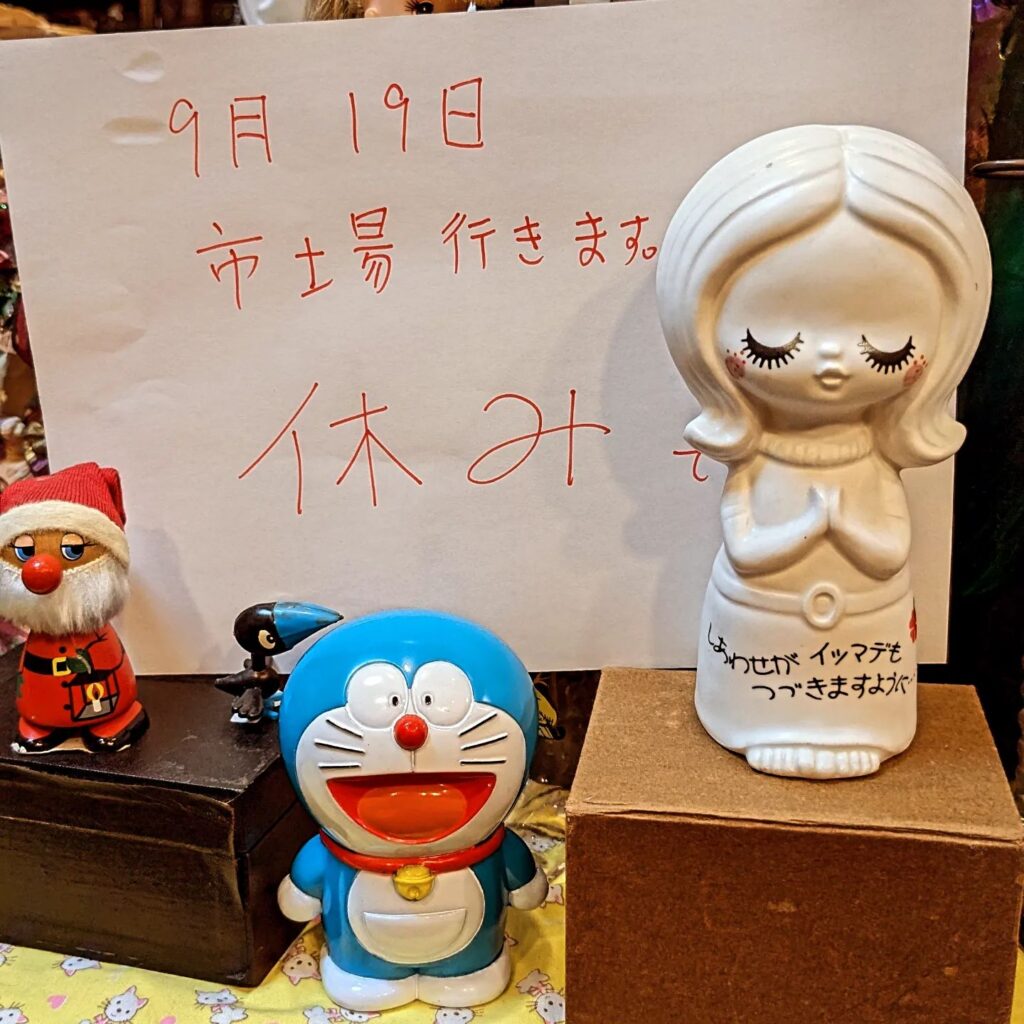 9月 19日
市場 行きます。
休み で
しあわせが イツマデも
つづきますように